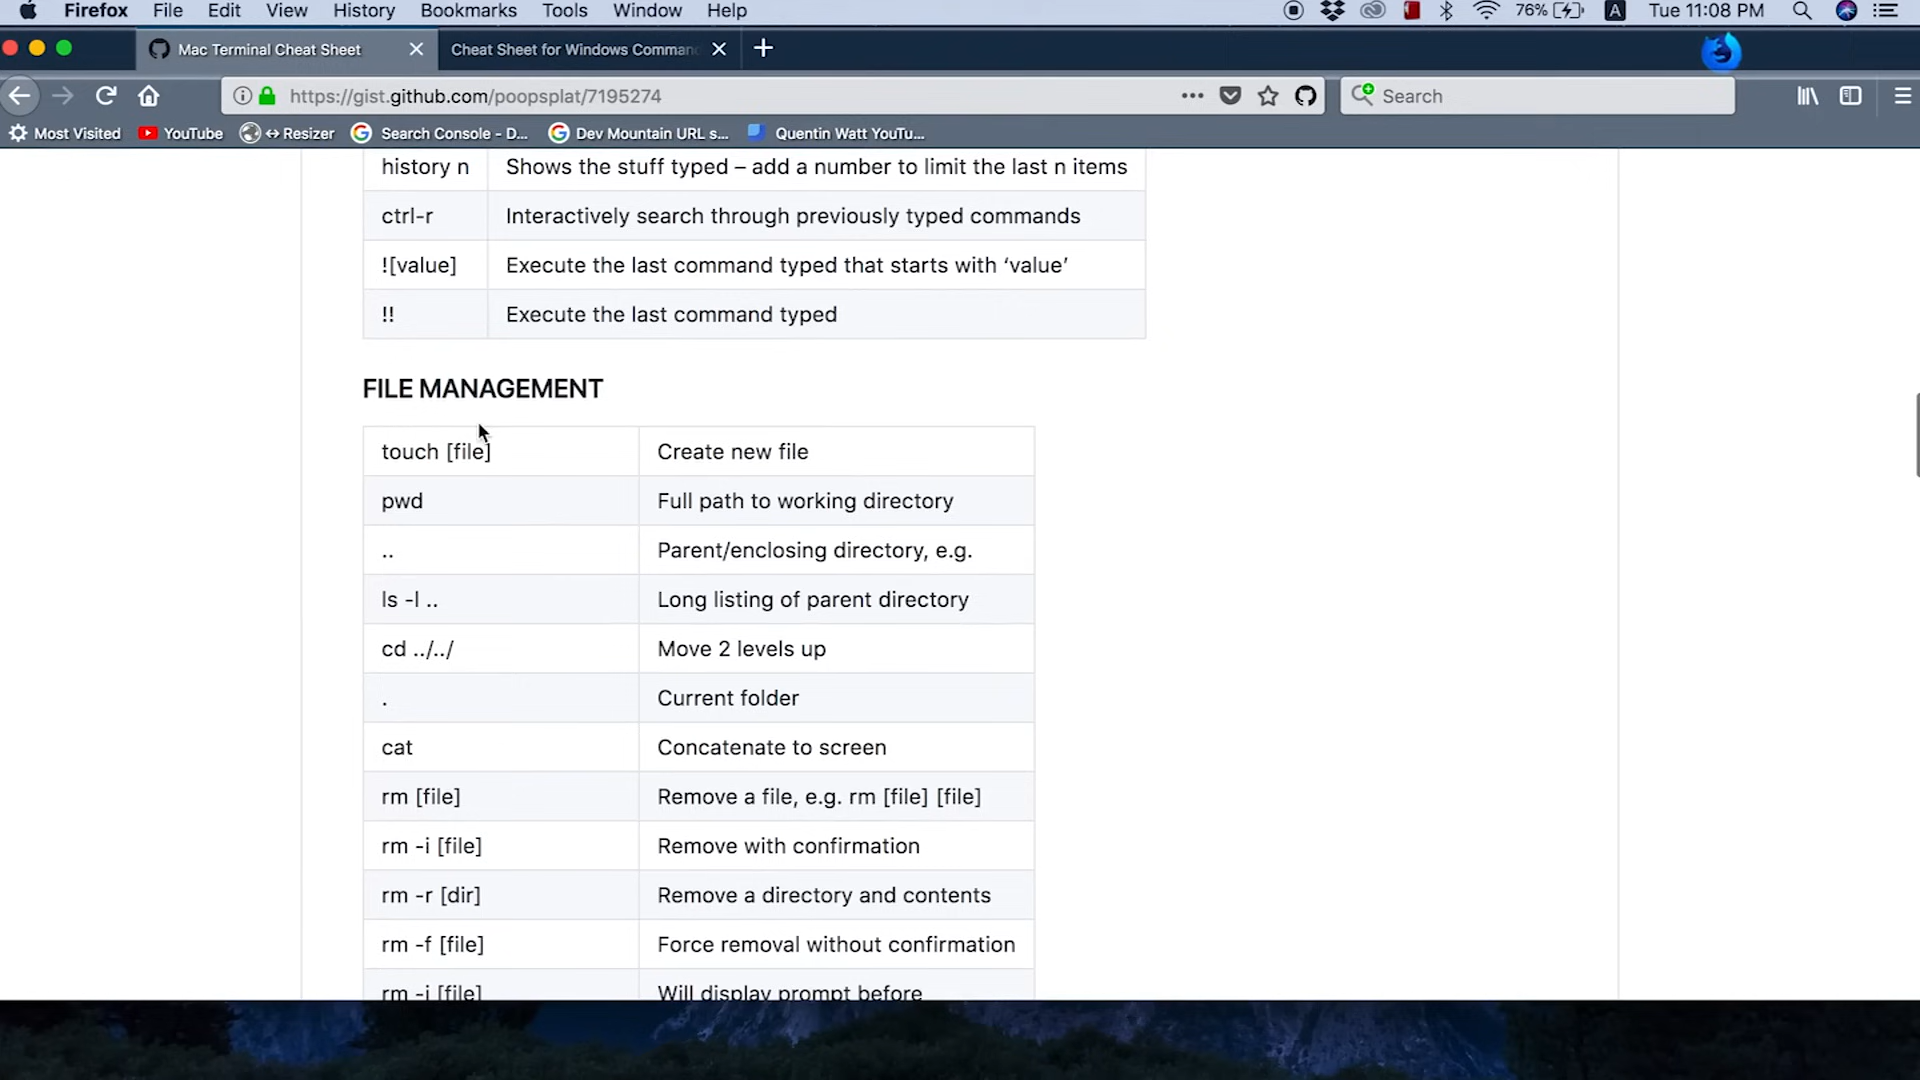 Firefox File Edit View History Bookmarks Tools Window Help 76% A Tue 11:08 PM
Mac Terminal Cheat Sheet Cheat Sheet for Windows Comman
https://gist.github.com/poopsplat/7195274 Search
Most Visited YouTube ↔ Resizer Search Console - D... Dev Mountain URL s... Quentin Watt YouTu...
history n Shows the stuff typed – add a number to limit the last n items
ctrl-r Interactively search through previously typed commands
![value] Execute the last command typed that starts with ‘value’
!! Execute the last command typed
FILE MANAGEMENT
touch [file] Create new file
pwd Full path to working directory
.. Parent/enclosing directory, e.g.
ls -l .. Long listing of parent directory
cd ../../ Move 2 levels up
. Current folder
cat Concatenate to screen
rm [file] Remove a file, e.g. rm [file] [file]
rm -i [file] Remove with confirmation
rm -r [dir] Remove a directory and contents
rm -f [file] Force removal without confirmation
rm -i [file] Will display prompt before